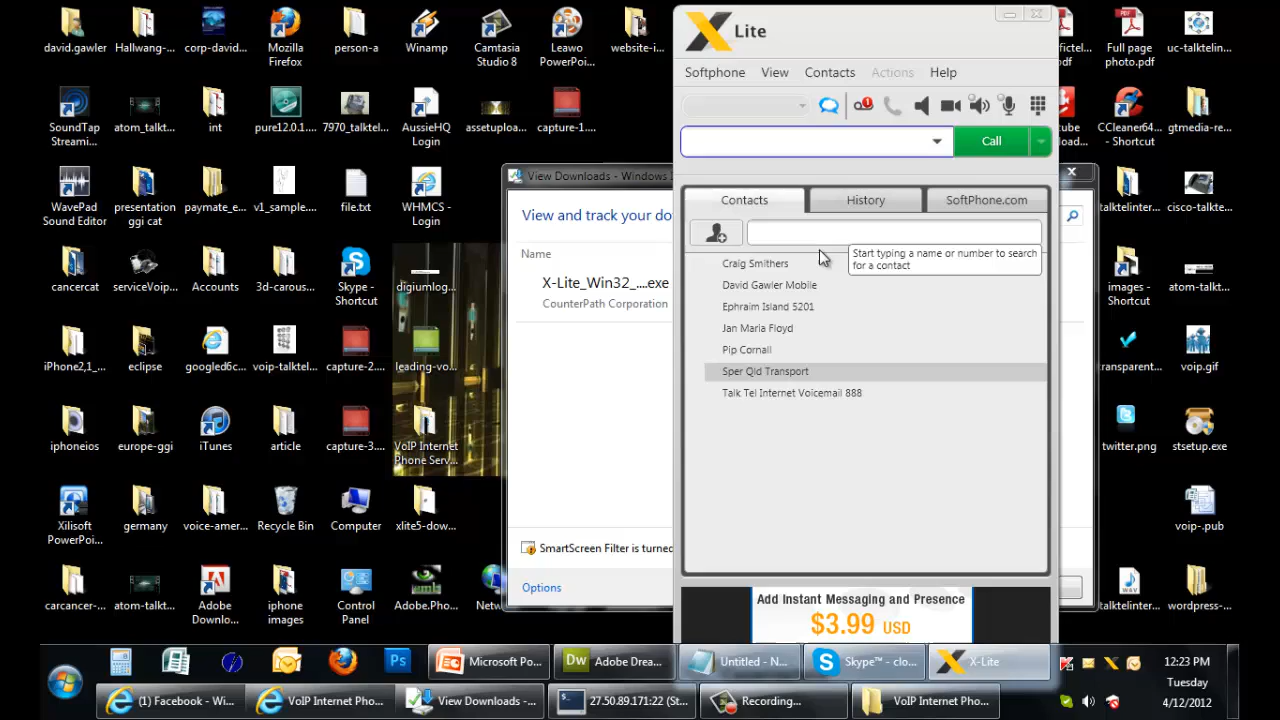 david.gawler
Hallwang-...
corp-david...
Mozilla
Firefox
person-a
Winamp
Camtasia
Studio 8
Leawo
PowerPoi...
website-i...
SoundTap
Streami...
atom_talkt...
int
pure12.0.1...
7970_taktel...
AussieHQ
Login
assetuploa...
capture-1....
WavePad
Sound Editor
presentation
ggi cat
paymate_e...
v1_sample....
file.txt
WHMCS -
Login
cancercat
serviceVoip...
Accounts
3d-carous...
Skype -
Shortcut
digiumlog...
iPhone2,1_...
eclipse
googled6c...
voip-talktel...
capture-2....
leading-vo...
iphoneios
europe-ggi
iTunes
article
capture-3....
VoIP Internet
Phone Serv...
Xilisoft
PowerPoi...
germany
voice-amer...
Recycle Bin
Computer
xlite5-dow...
carcancer-...
atom-talkt...
Adobe
Downlo...
iphone
images
Control
Panel
Adobe.Pho...
Netw
View Downloads - Windows I
View and track your do
Name
X-Lite_Win32_....exe
CounterPath Corporation
SmartScreen Filter is turned
Options
X Lite
Softphone View Contacts Actions Help
Call
Contacts History SoftPhone.com
Start typing a name or number to search
for a contact
Craig Smithers
David Gawler Mobile
Ephraim Island 5201
Jan Maria Floyd
Pip Cornall
Sper Qld Transport
Talk Tel Internet Voicemail 888
Add Instant Messaging and Presence
$3.99 USD
fictel...
.pdf
Full page
photo.pdf
uc-talktelin...
tube
load...
CCleaner64...
- Shortcut
gtmedia-re...
talktelinter...
cisco-taktel...
images -
Shortcut
atom-talkt...
transparent...
voip.gif
twitter.png
stsetup.exe
voip-.pub
talktelinter...
wordpress-...
Ps
Microsoft Po...
Dw
Adobe Drea...
Untitled - N...
Skype™ - clo...
X-Lite
12:23 PM
Tuesday
4/12/2012
(1) Facebook - Wi...
VoIP Internet Pho...
View Downloads -...
27.50.89.171:22 (St...
Recording...
VoIP Internet Pho...